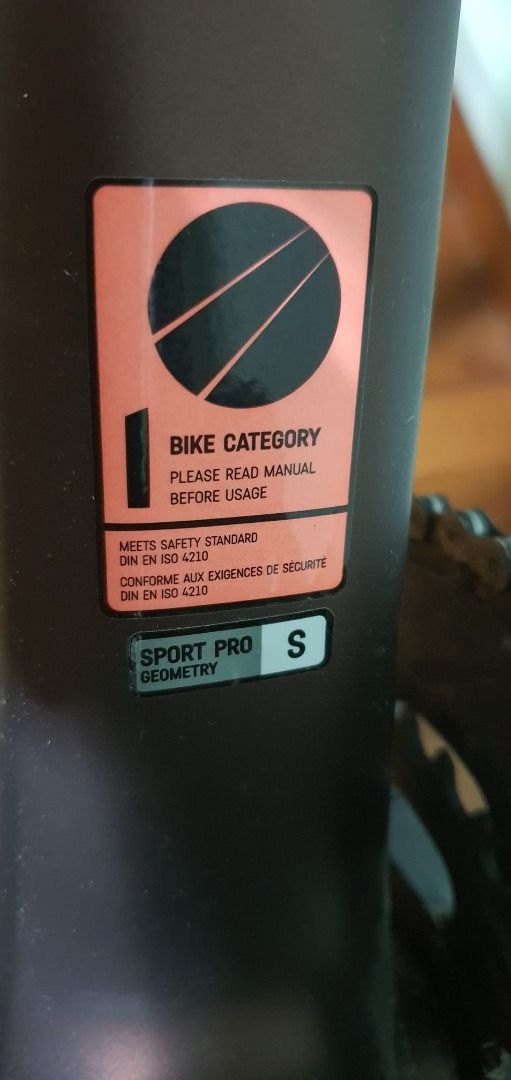 1
BIKE CATEGORY
PLEASE READ MANUAL
BEFORE USAGE
MEETS SAFETY STANDARD
DIN EN ISO 4210
CONFORME AUX EXIGENCES DE SÉCURITÉ
DIN EN ISO 4210
SPORT PRO S
GEOMETRY